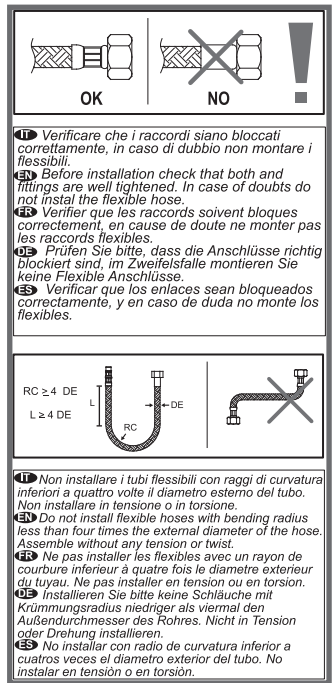 OK NO
IT Verificare che i raccordi siano bloccati
correttamente, in caso di dubbio non montare i
flessibili.
EN Before installation check that both and
fittings are well tightened. In case of doubts do
not instal the flexible hose.
FR Verifier que les raccords soivent bloques
correctement, en cause de doute ne monter pas
les raccords flexibles.
DE Prüfen Sie bitte, dass die Anschlüsse richtig
blockiert sind, im Zweifelsfalle montieren Sie
keine Flexible Anschlüsse.
ES Verificar que los enlaces sean bloqueados
correctamente, y en caso de duda no monte los
flexibles.
RC ≥ 4 DE
L ≥ 4 DE
L
DE
RC
IT Non installare i tubi flessibili con raggi di curvatura
inferiori a quattro volte il diametro esterno del tubo.
Non installare in tensione o in torsione.
EN Do not install flexible hoses with bending radius
less than four times the external diameter of the hose.
Assemble without any tension or twist.
FR Ne pas installer les flexibles avec un rayon de
courbure inferieur à quatre fois le diametre exterieur
du tuyau. Ne pas installer en tension ou en torsion.
DE Installieren Sie bitte keine Schläuche mit
Krümmungsradius niedriger als viermal den
Außendurchmesser des Rohres. Nicht in Tension
oder Drehung installieren.
ES No installar con radio de curvatura inferior a
cuatros veces el diametro exterior del tubo. No
instalar en tensiòn o en torsiòn.